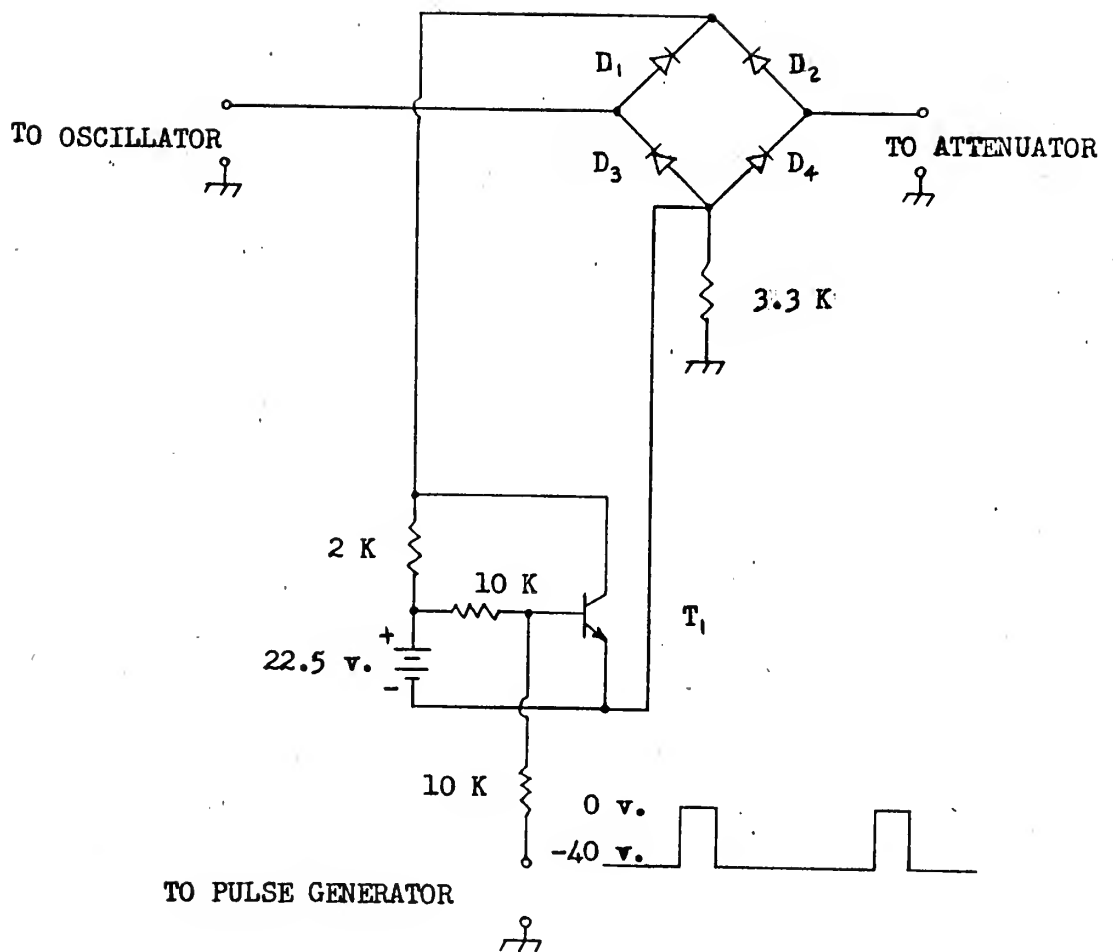 D₁
D₂
TO OSCILLATOR
TO ATTENUATOR
D₃
D₄
3.3 K
2 K
10 K
T₁
+
22.5 v.
-
10 K
0 v.
-40 v.
TO PULSE GENERATOR